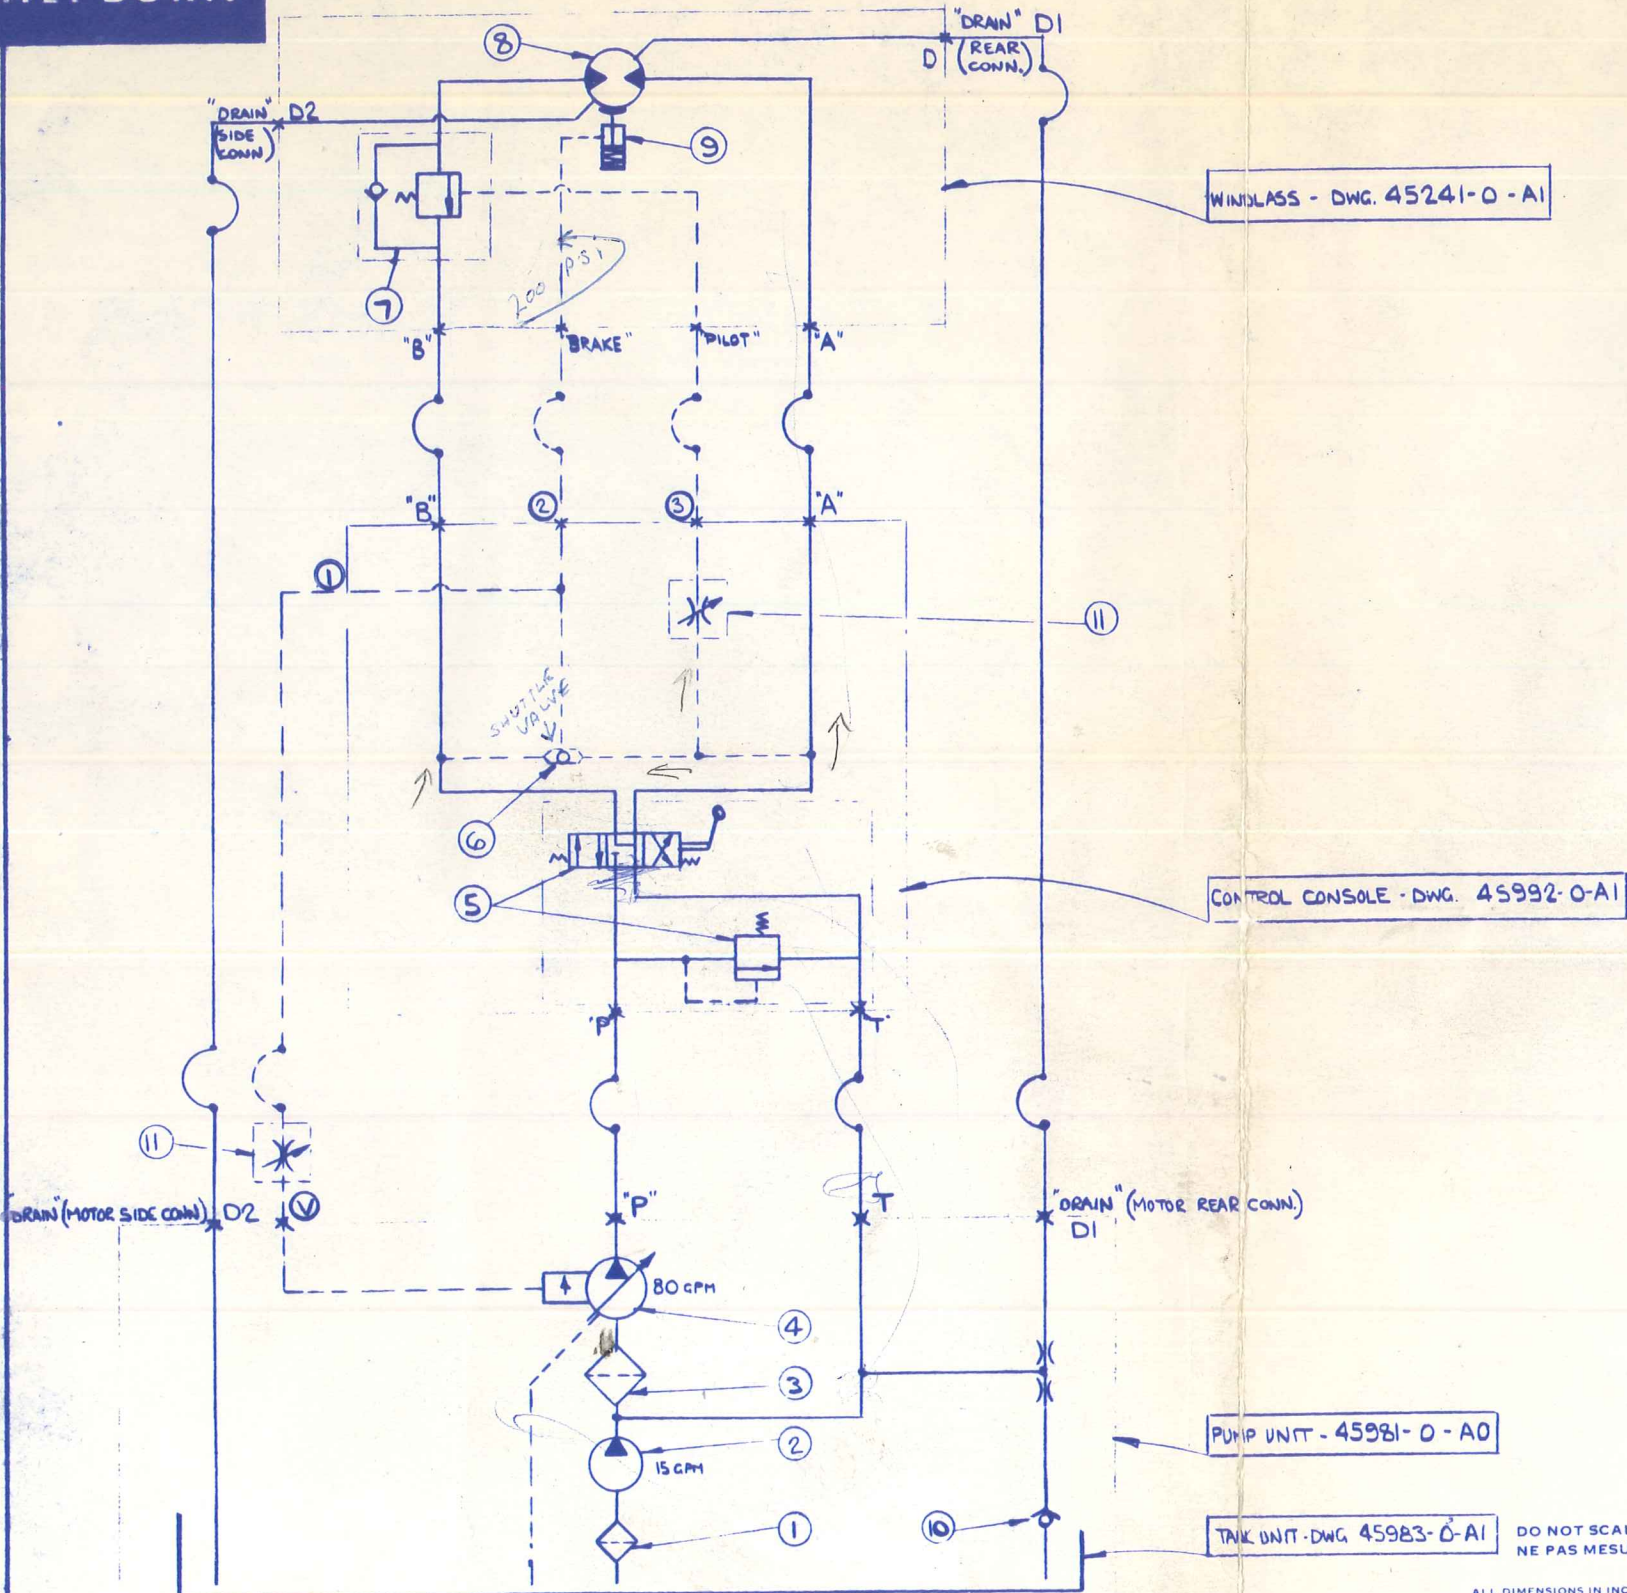 8
"DRAIN" D1
D (REAR CONN.)
"DRAIN" D2
(SIDE CONN)
9
WINDLASS - DWG. 45241-0-A1
200 PSI
7
"B"
"BRAKE"
"PILOT"
"A"
"B"
2
3
"A"
1
11
SHUTTLE VALVE
6
5
CONTROL CONSOLE - DWG. 45992-0-A1
"P"
"T"
11
"DRAIN" (MOTOR SIDE CONN) D2
V
"P"
T
"DRAIN" (MOTOR REAR CONN.)
D1
80 GPM
4
3
2
15 GPM
PUMP UNIT - 45981-0-A0
1
10
TANK UNIT - DWG 45983-0-A1
DO NOT
NE PAS
ALL DIMENSIONS IN